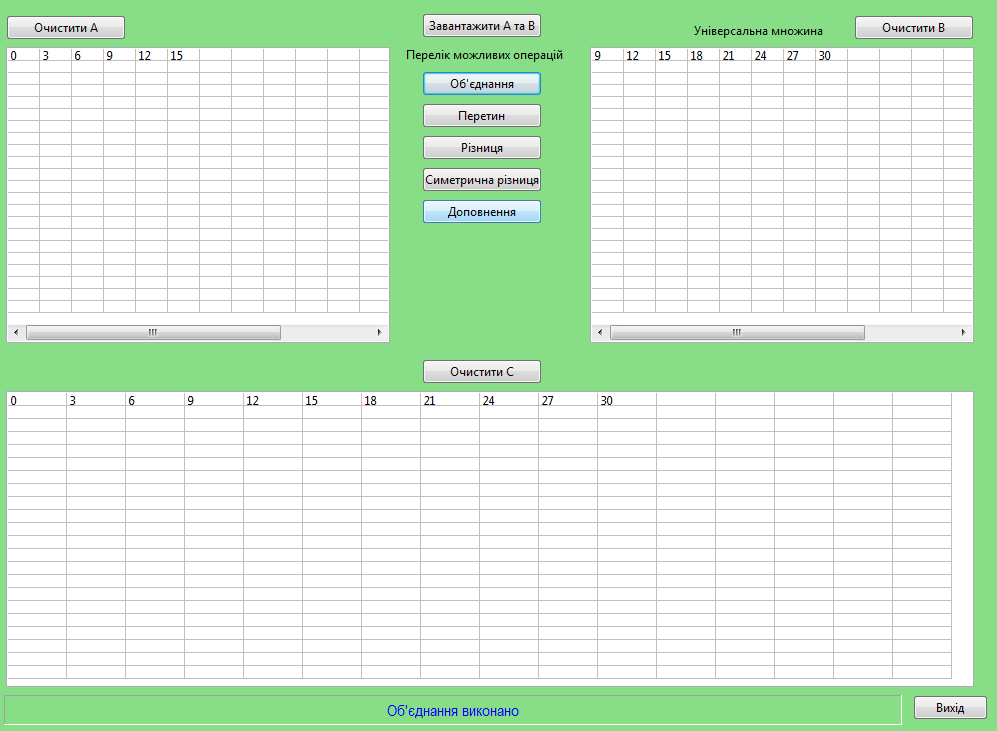 Очистити A
Завантажити A та B
Універсальна множина
Очистити B
Перелік можливих операцій
0 3 6 9 12 15
9 12 15 18 21 24 27 30
Об'єднання
Перетин
Різниця
Симетрична різниця
Доповнення
Очистити C
0 3 6 9 12 15 18 21 24 27 30
Об'єднання виконано
Вихід